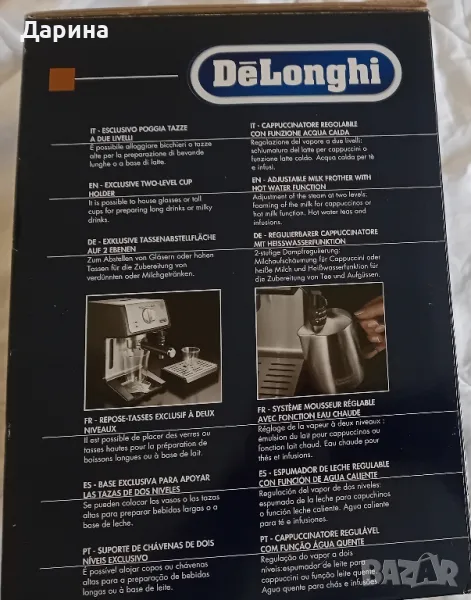 Дарина
DēLonghi
IT - ESCLUSIVO POGGIA TAZZE
A DUE LIVELLI
È possibile alloggiare bicchieri o tazze
alte per la preparazione di bevande
lunghe o a base di latte.
EN - EXCLUSIVE TWO-LEVEL CUP
HOLDER
It is possible to house glasses or tall
cups for preparing long drinks or milky
drinks.
DE - EXKLUSIVE TASSENABSTELLFLÄCHE
AUF 2 EBENEN
Zum Abstellen von Gläsern oder hohen
Tassen für die Zubereitung von
verdünnten oder Milchgetränken.
FR - REPOSE-TASSES EXCLUSIF À DEUX
NIVEAUX
Il est possible de placer des verres ou
tasses hautes pour la préparation de
boissons longues ou à base de lait.
ES - BASE EXCLUSIVA PARA APOYAR
LAS TAZAS DE DOS NIVELES
Se pueden colocar los vasos o las tazas
altas para preparar bebidas largas o a
base de leche.
PT - SUPORTE DE CHÁVENAS DE DOIS
NÍVEIS EXCLUSIVO
É possível alojar copos ou chávenas
altas para a preparação de bebidas
longas ou à base de leite.
IT - CAPPUCCINATORE REGOLABILE
CON FUNZIONE ACQUA CALDA
Regolazione del vapore a due livelli:
schiumatura del latte per cappuccino o
funzione latte caldo. Acqua calda per tè
e infusi.
EN - ADJUSTABLE MILK FROTHER WITH
HOT WATER FUNCTION
Adjustment of the steam at two levels:
foaming of the milk for cappuccinos or
hot milk function. Hot water teas and
infusions.
DE - REGULIERBARER CAPPUCCINATORE
MIT HEISSWASSERFUNKTION
2-stufige Dampfregulierung:
Milchaufschäumung für Cappuccini oder
heiße Milch und Heißwasserfunktion für
die Zubereitung von Tee und Aufgüssen.
FR - SYSTÈME MOUSSEUR RÉGLABLE
AVEC FONCTION EAU CHAUDE
Réglage de la vapeur à deux niveaux :
émulsion du lait pour cappuccinos ou
fonction lait chaud. Eau chaude pour
thés et infusions.
ES - ESPUMADOR DE LECHE REGULABLE
CON FUNCIÓN DE AGUA CALIENTE
Regulación del vapor de dos niveles:
espumado de la leche para capuchinos
o función leche caliente. Agua caliente
para té e infusiones.
PT - CAPPUCCINATORE REGULÁVEL
COM FUNÇÃO ÁGUA QUENTE
Regulação do vapor a dois
níveis:espumador de leite para
cappuccino ou função leite quente.
Água quente para chás e infusões.
BAZAR